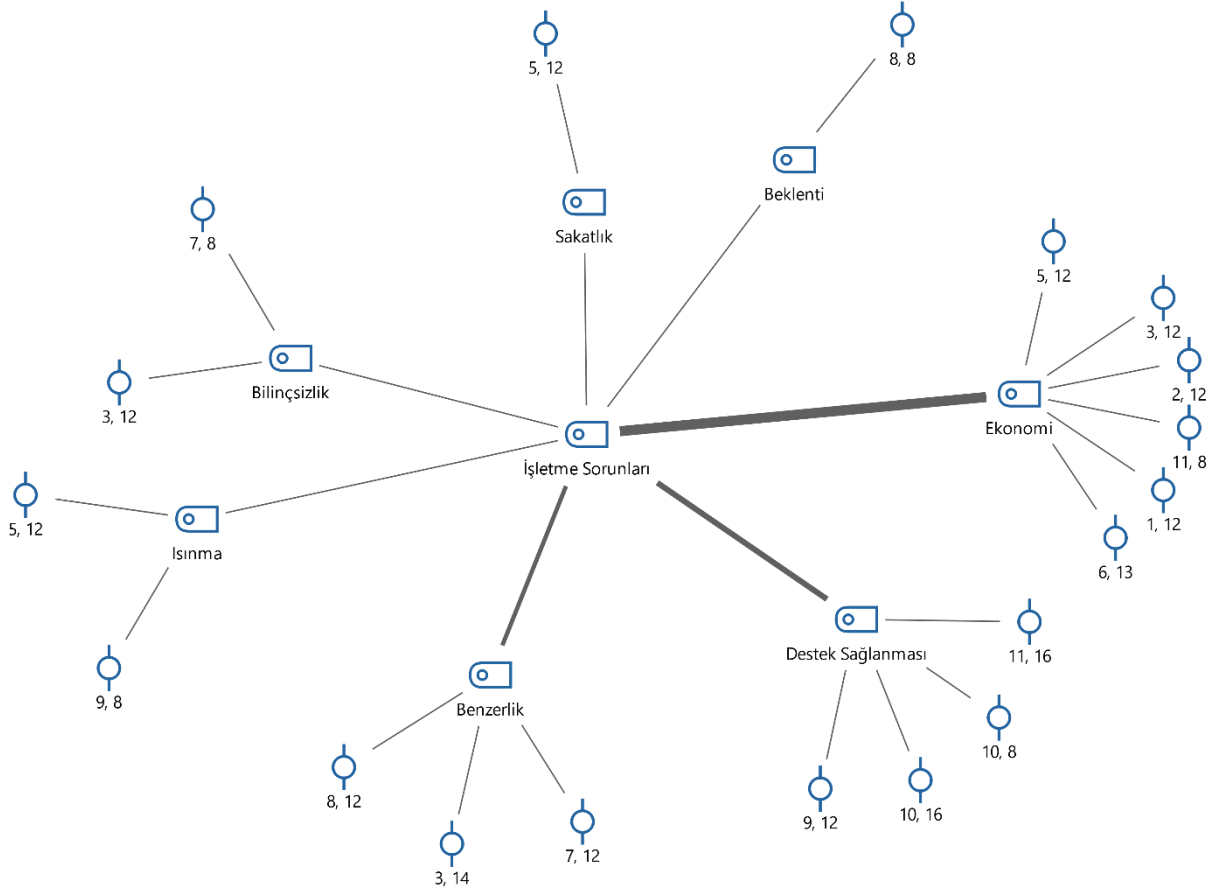 5, 12
8, 8
Beklenti
Sakatlık
7, 8
5, 12
3, 12
2, 12
Bilinçsizlik
3, 12
Ekonomi
11, 8
İşletme Sorunları
1, 12
5, 12
Isınma
6, 13
Destek Sağlanması
11, 16
9, 8
Benzerlik
10, 8
8, 12
9, 12
10, 16
7, 12
3, 14